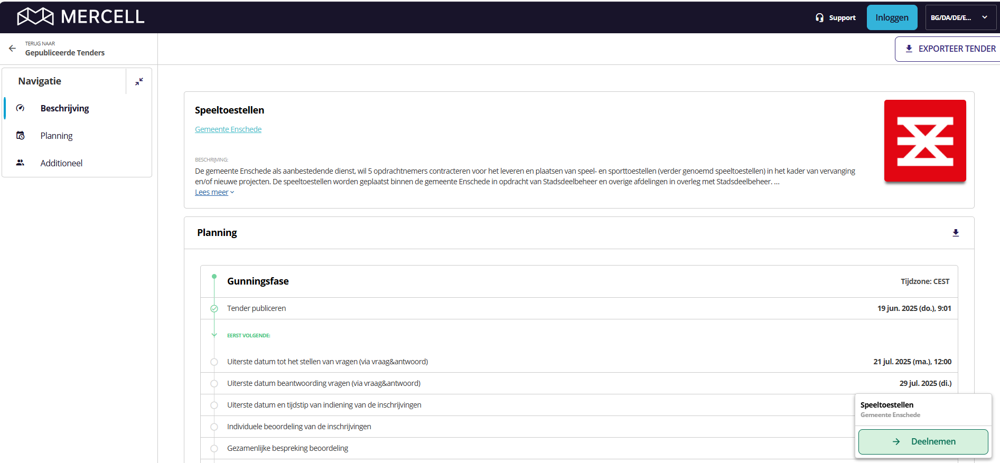 MERCELL
Support
Inloggen
BG/DA/DE/E...
TERUG NAAR
Gepubliceerde Tenders
EXPORTEER TENDER
Navigatie
Beschrijving
Planning
Additioneel
Speeltoestellen
Gemeente Enschede
BESCHRIJVING:
De gemeente Enschede als aanbestedende dienst, wil 5 opdrachtnemers contracteren voor het leveren en plaatsen van speel- en sporttoestellen (verder genoemd speeltoestellen) in het kader van vervanging
en/of nieuwe projecten. De speeltoestellen worden geplaatst binnen de gemeente Enschede in opdracht van Stadsdeelbeheer en overige afdelingen in overleg met Stadsdeelbeheer. ...
Lees meer
Planning
Gunningsfase
Tijdzone: CEST
Tender publiceren
19 jun. 2025 (do.), 9:01
EERST VOLGENDE:
Uiterste datum tot het stellen van vragen (via vraag&antwoord)
21 jul. 2025 (ma.), 12:00
Uiterste datum beantwoording vragen (via vraag&antwoord)
29 jul. 2025 (di.)
Uiterste datum en tijdstip van indiening van de inschrijvingen
Individuele beoordeling van de inschrijvingen
Gezamenlijke bespreking beoordeling
Speeltoestellen
Gemeente Enschede
Deelnemen